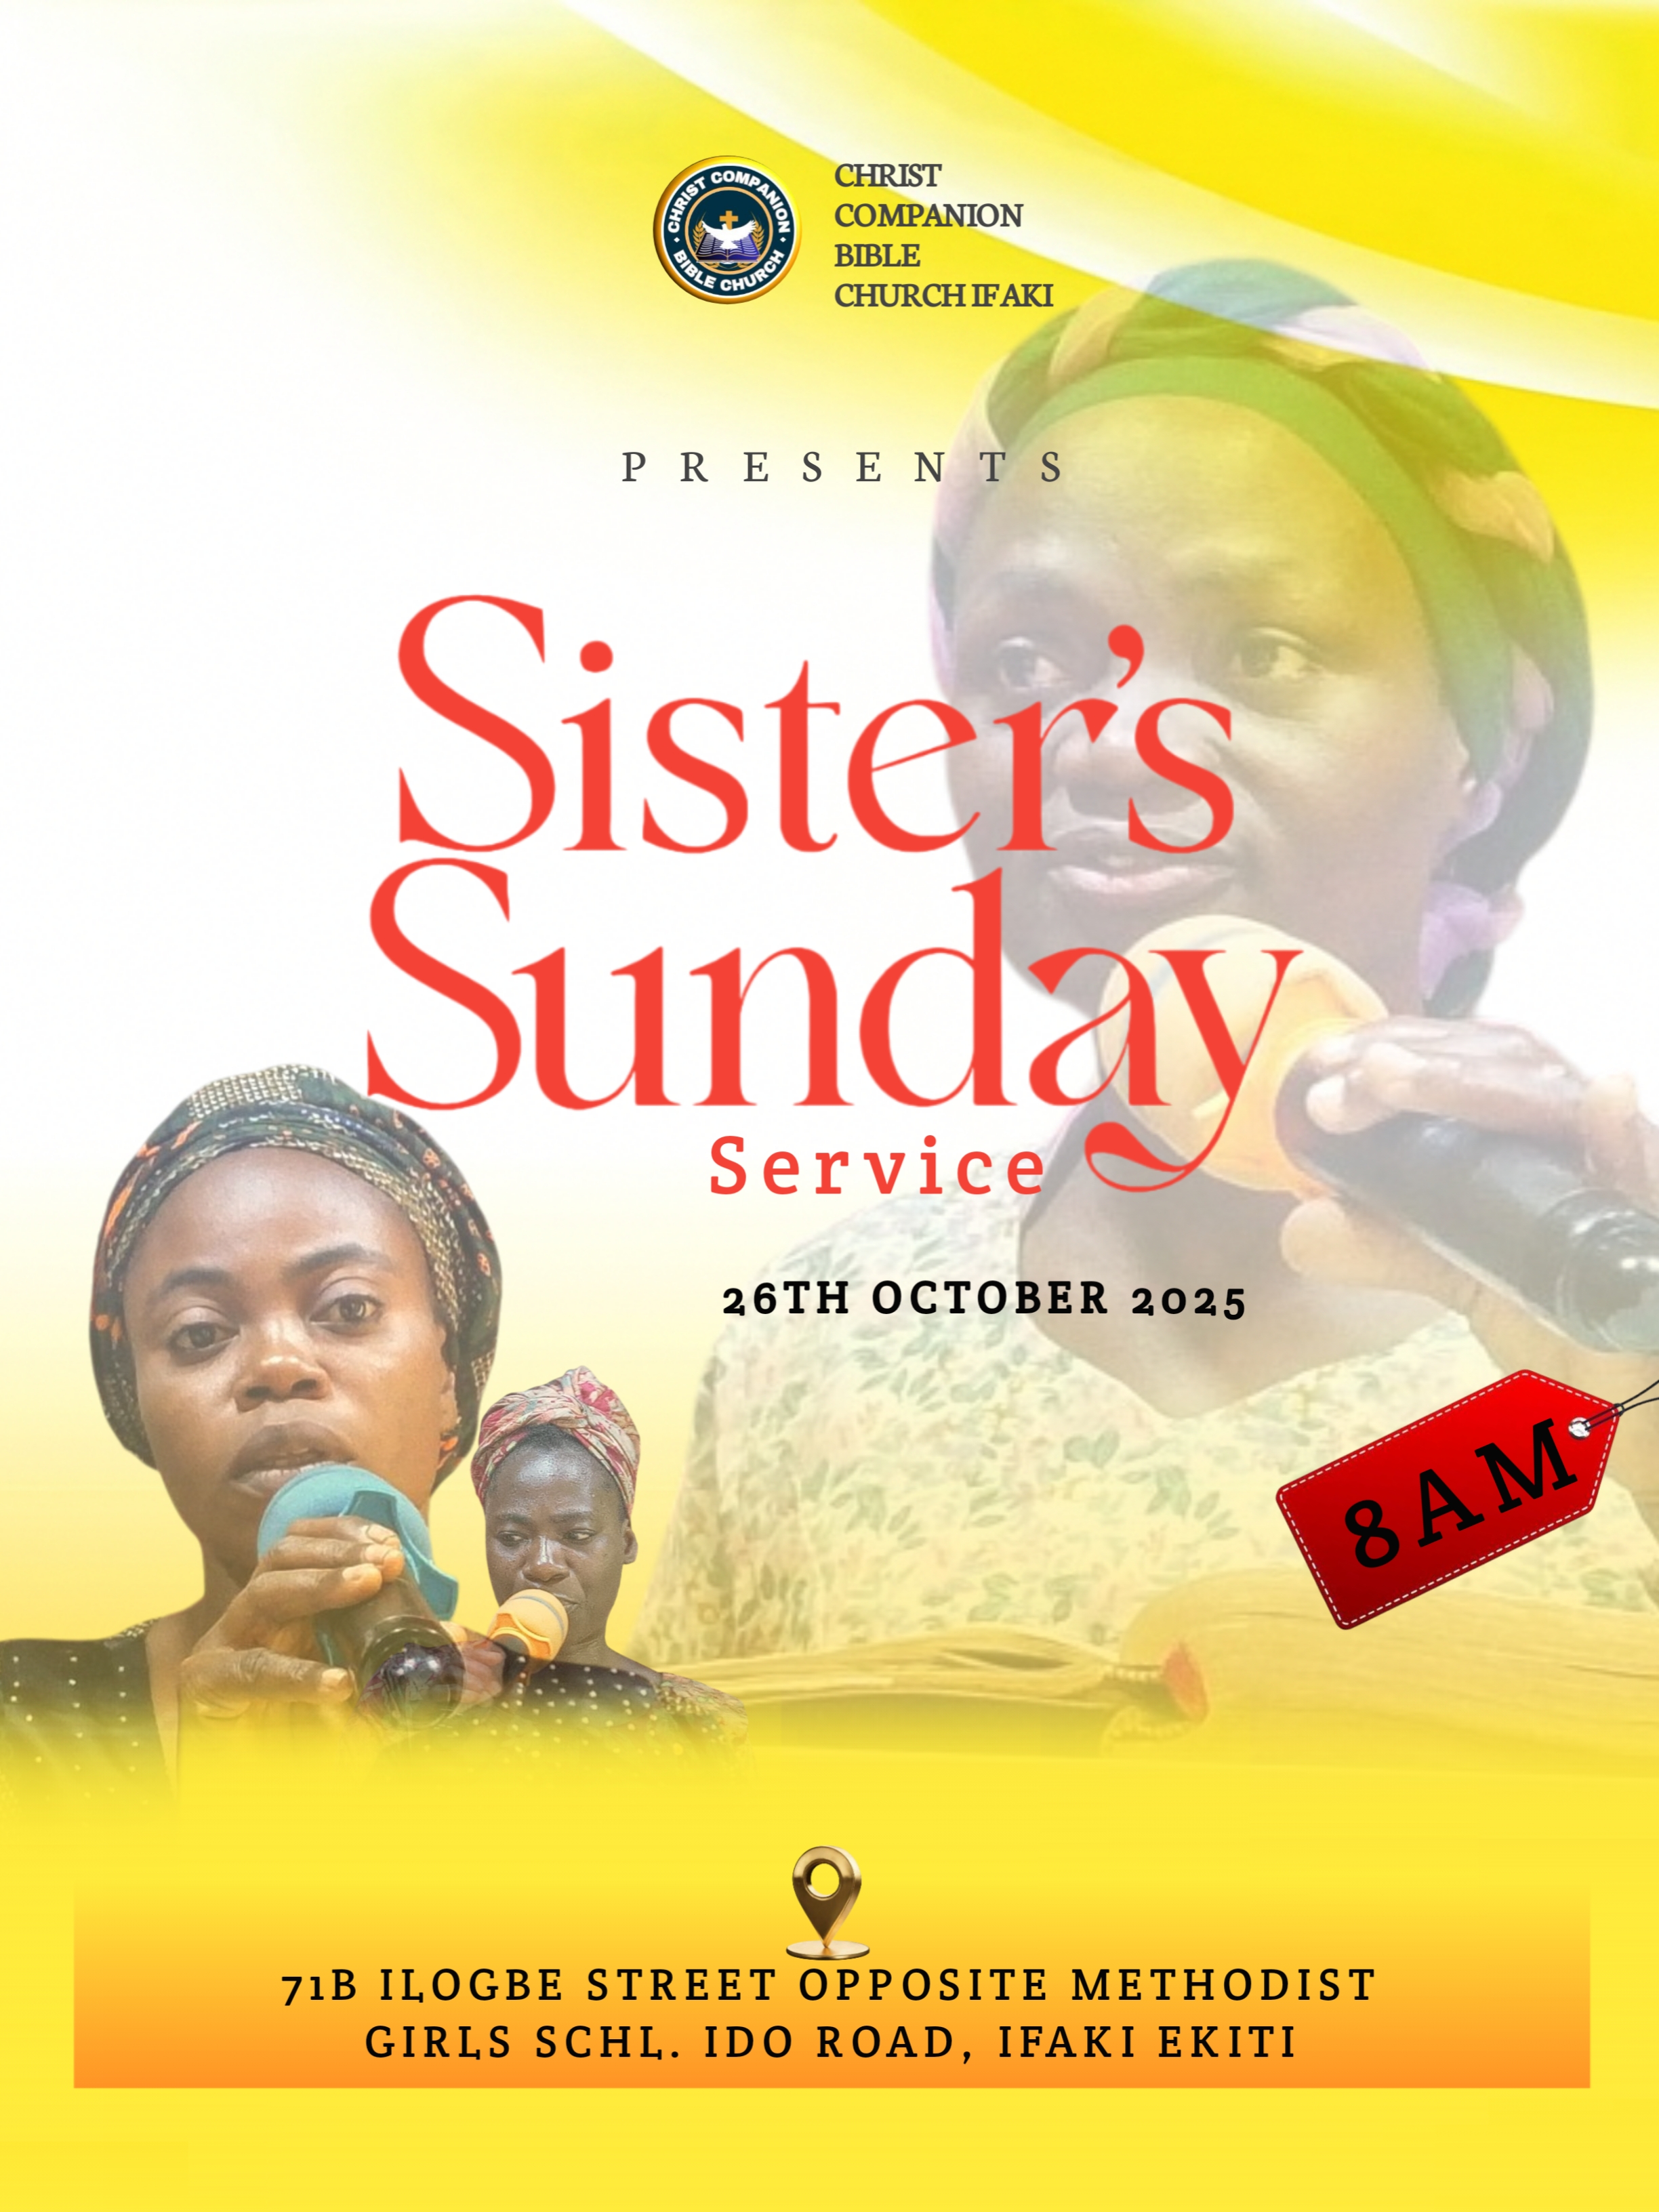 CHRIST COMPANION
BIBLE CHURCH
CHRIST
COMPANION
BIBLE
CHURCH IFAKI
PRESENTS
Sister's
Sunday
Service
26TH OCTOBER 2025
8AM
71B ILOGBE STREET OPPOSITE METHODIST
GIRLS SCHL. IDO ROAD, IFAKI EKITI